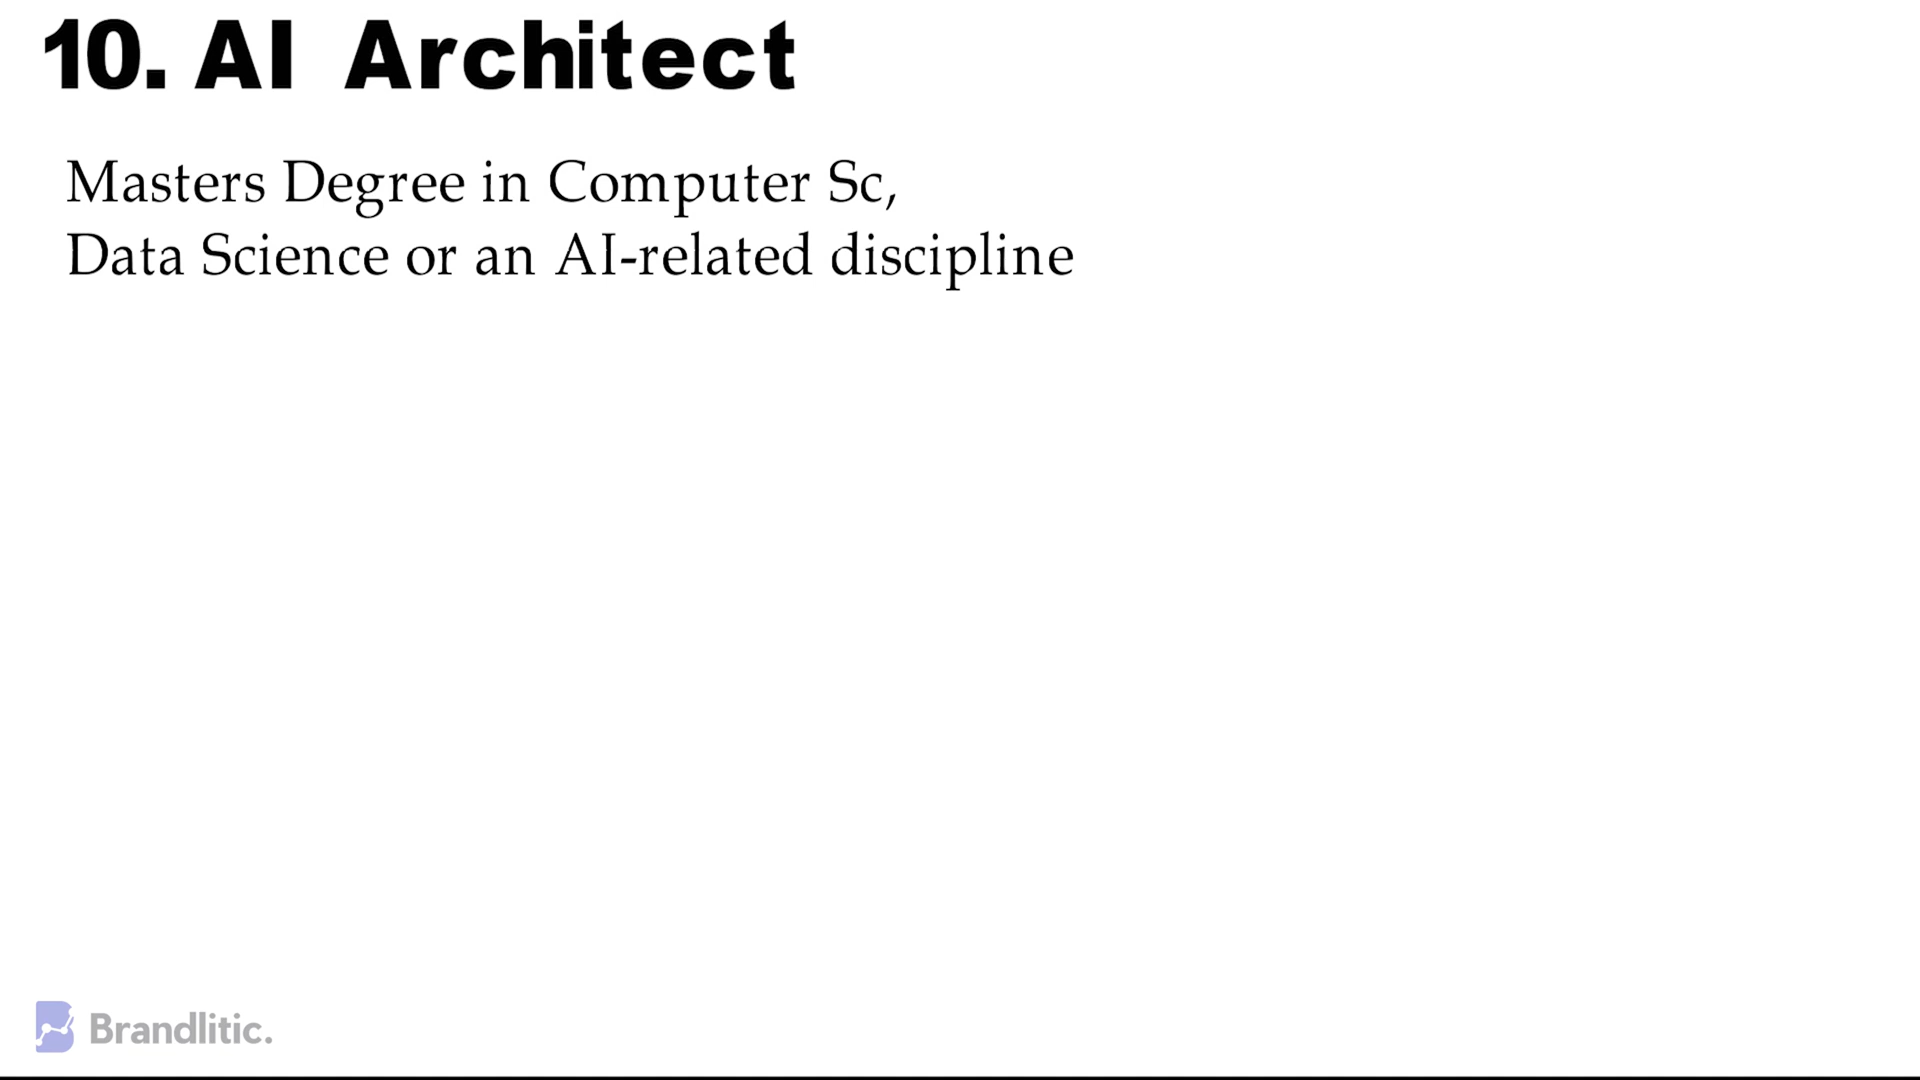 10. AI Architect
Masters Degree in Computer Sc,
Data Science or an AI-related discipline
Brandlitic.